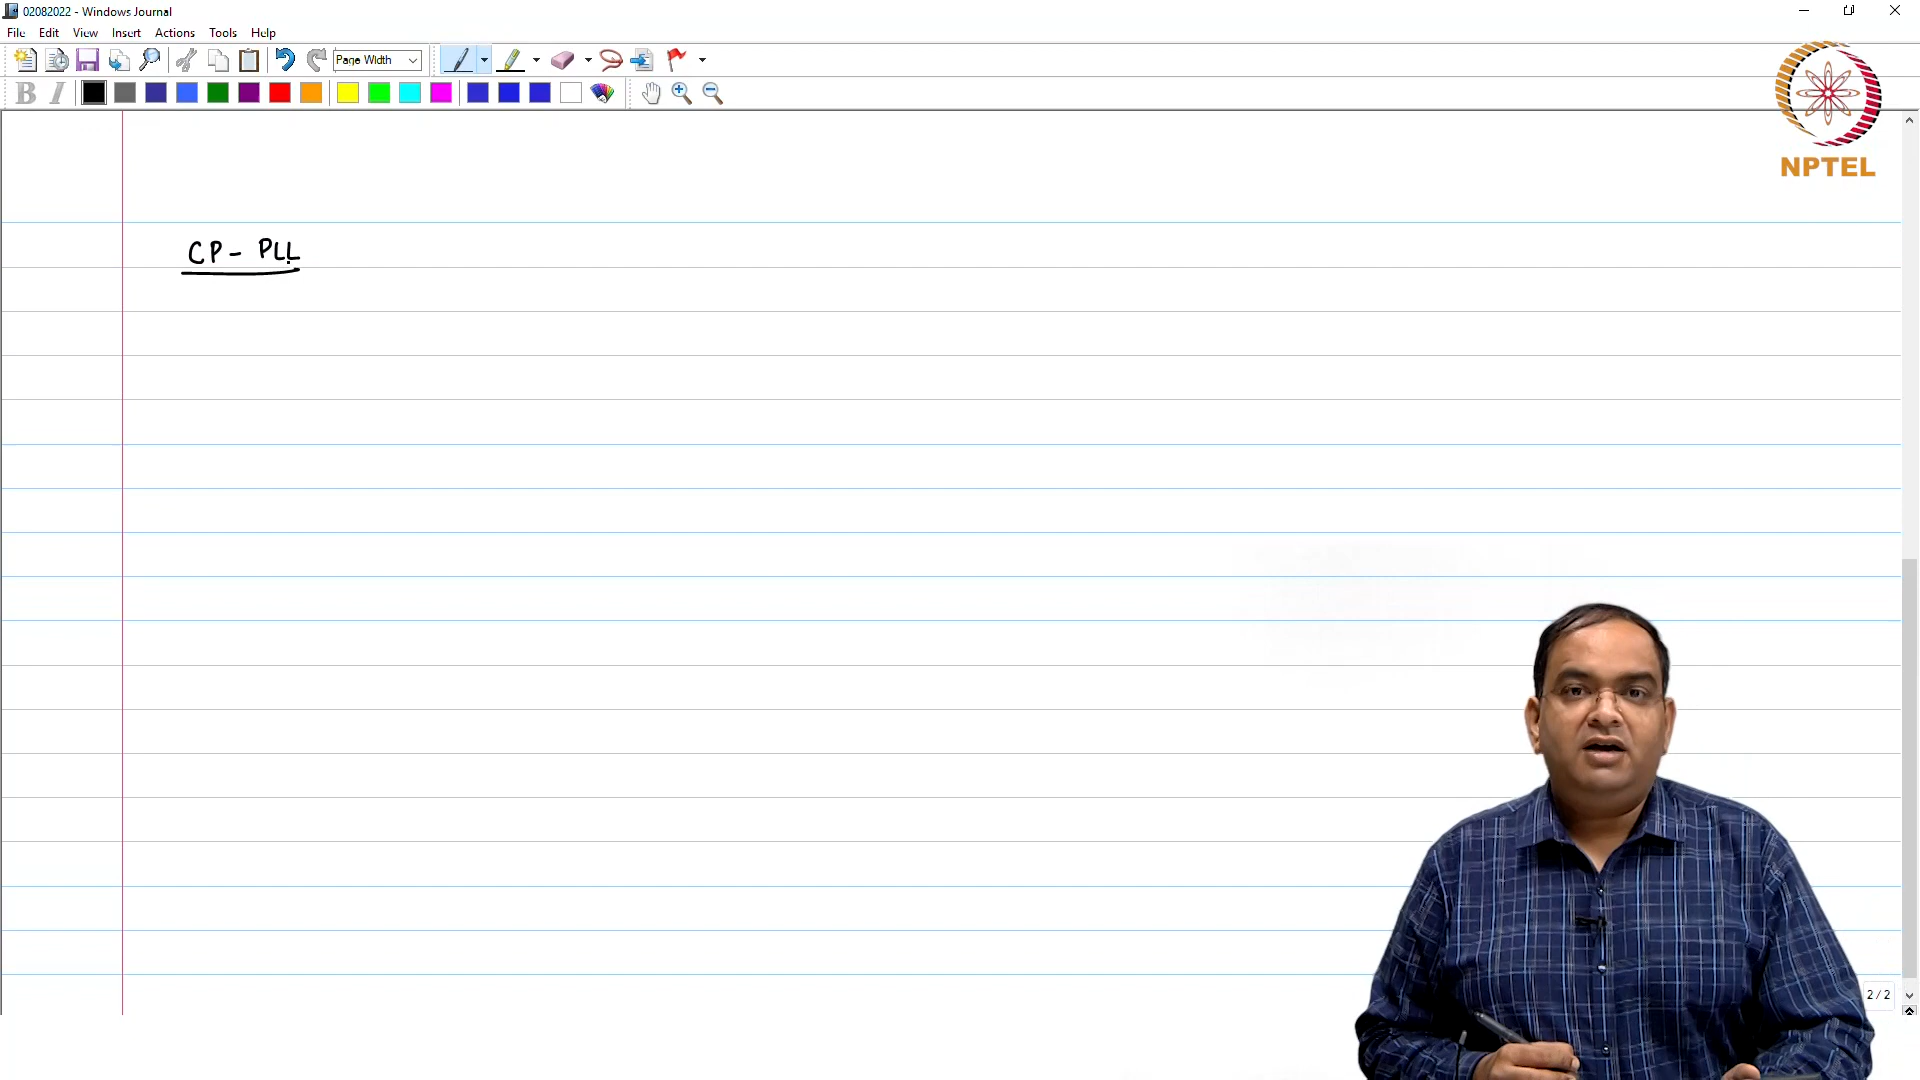 02082022 - Windows Journal
File Edit View Insert Actions Tools Help
Page Width
B I
NPTEL
CP - PLL
2 / 2